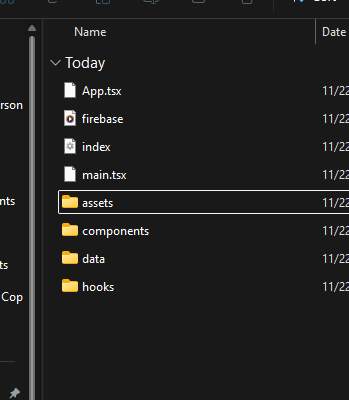 Name
Date
Today
App.tsx
11/22
erson
firebase
11/22
index
11/22
main.tsx
11/22
nts
assets
11/22
components
11/22
ts
data
11/22
Cop
hooks
11/22